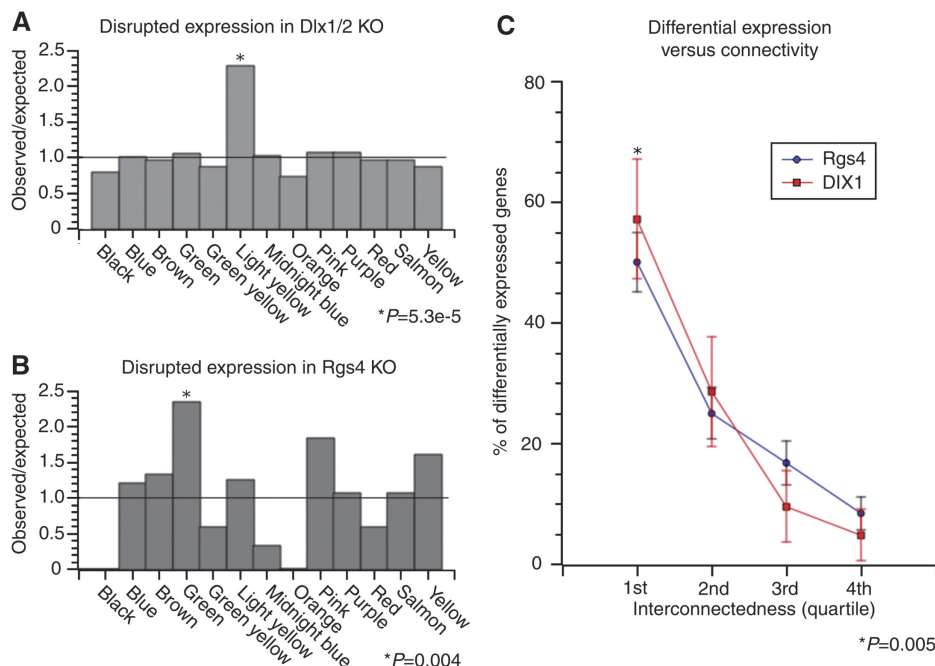 A
Disrupted expression in Dlx1/2 KO
Observed/expected
2.5
2.0
1.5
1.0
0.5
0
*
Black
Blue
Brown
Green
Green yellow
Light yellow
Midnight blue
Orange
Pink
Purple
Red
Salmon
Yellow
*P=5.3e-5
B
Disrupted expression in Rgs4 KO
Observed/expected
2.5
2.0
1.5
1.0
0.5
0
*
Black
Blue
Brown
Green
Green yellow
Light yellow
Midnight blue
Orange
Pink
Purple
Red
Salmon
Yellow
*P=0.004
C
Differential expression
versus connectivity
% of differentially expressed genes
80
60
40
20
0
*
Rgs4
DIX1
1st
2nd
3rd
4th
Interconnectedness (quartile)
*P=0.005